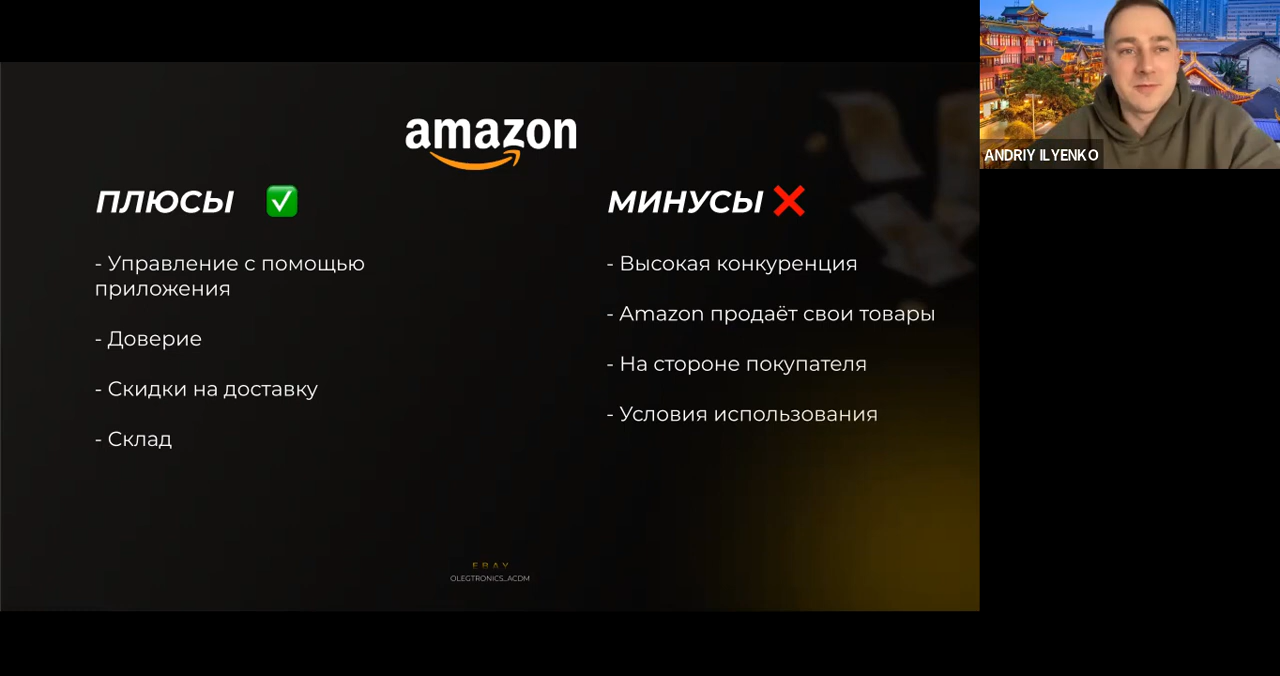 amazon
ПЛЮСЫ ✅
- Управление с помощью
приложения
- Доверие
- Скидки на доставку
- Склад
МИНУСЫ ❌
- Высокая конкуренция
- Amazon продаёт свои товары
- На стороне покупателя
- Условия использования
EBAY
OLEGTRONICS_ACDM
ANDRIY ILYENKO